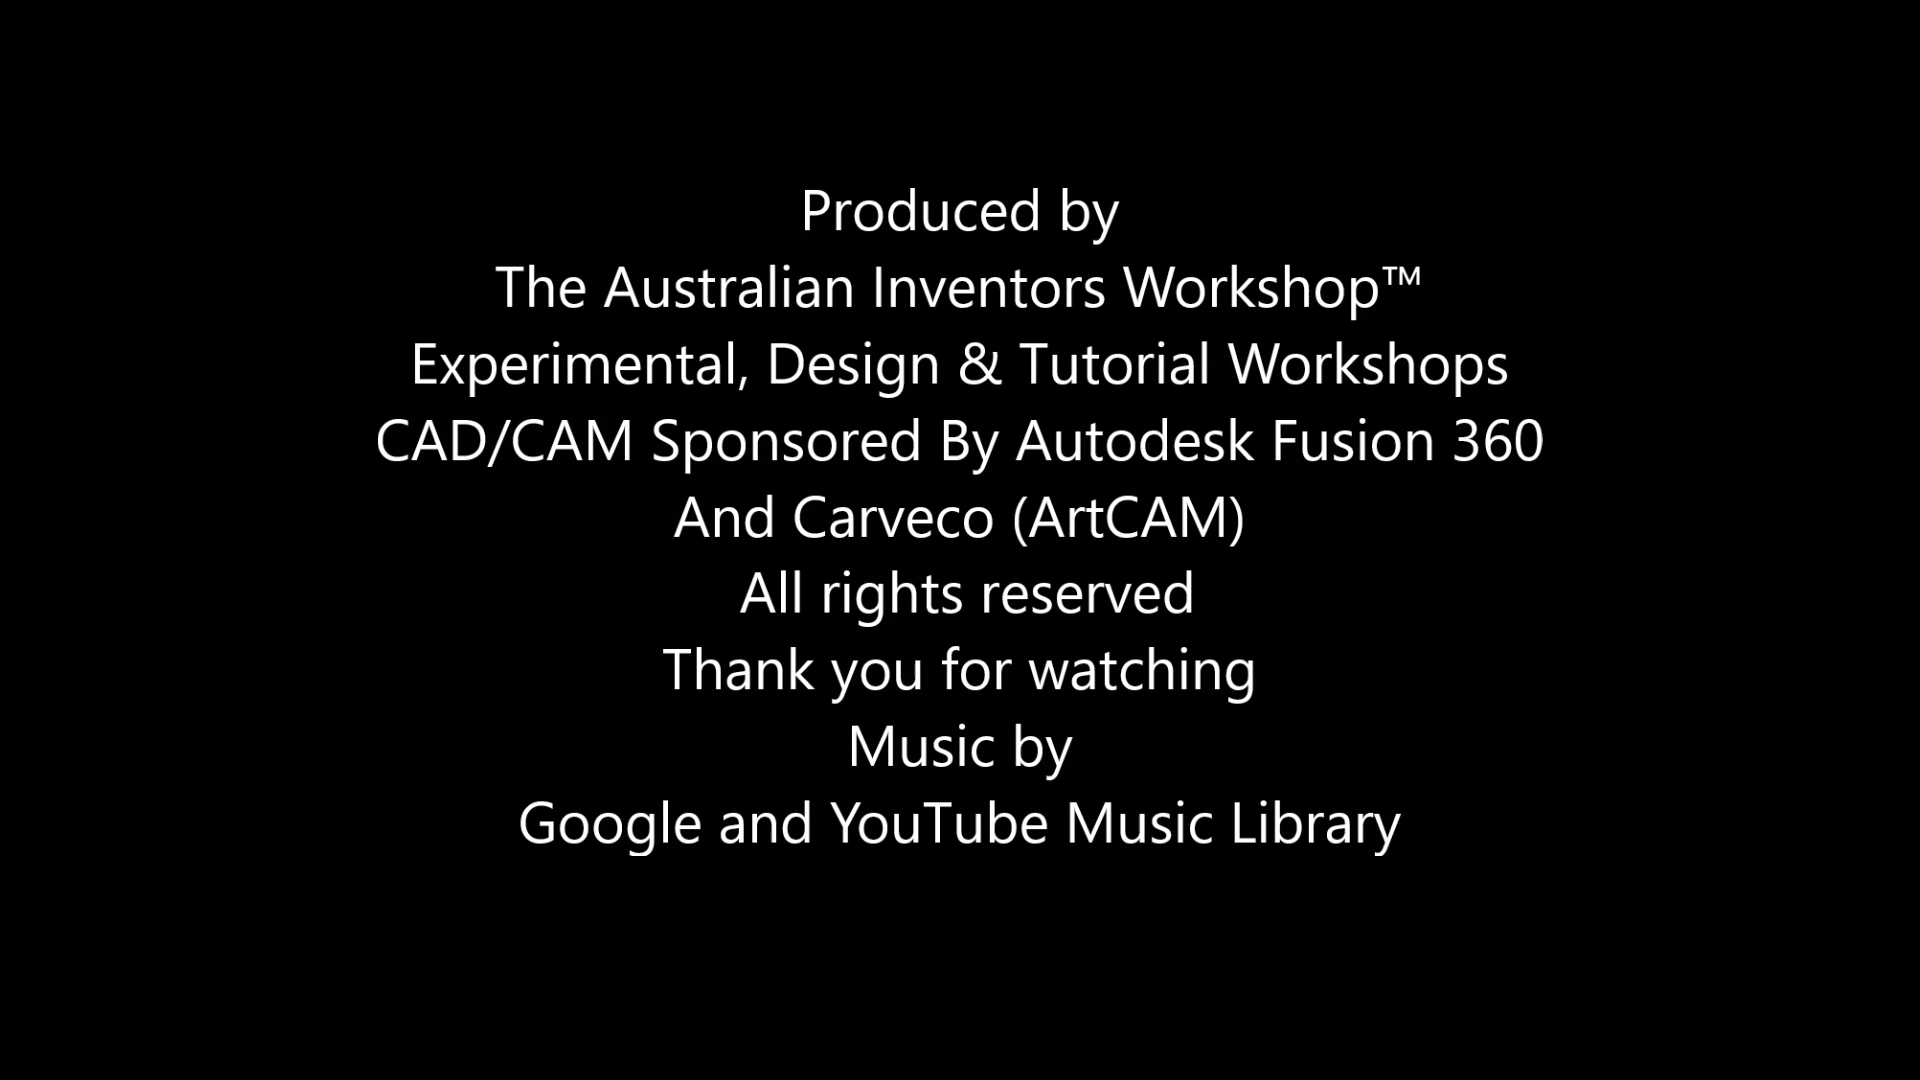 Produced by
The Australian Inventors Workshop™
Experimental, Design & Tutorial Workshops
CAD/CAM Sponsored By Autodesk Fusion 360
And Carveco (ArtCAM)
All rights reserved
Thank you for watching
Music by
Google and YouTube Music Library